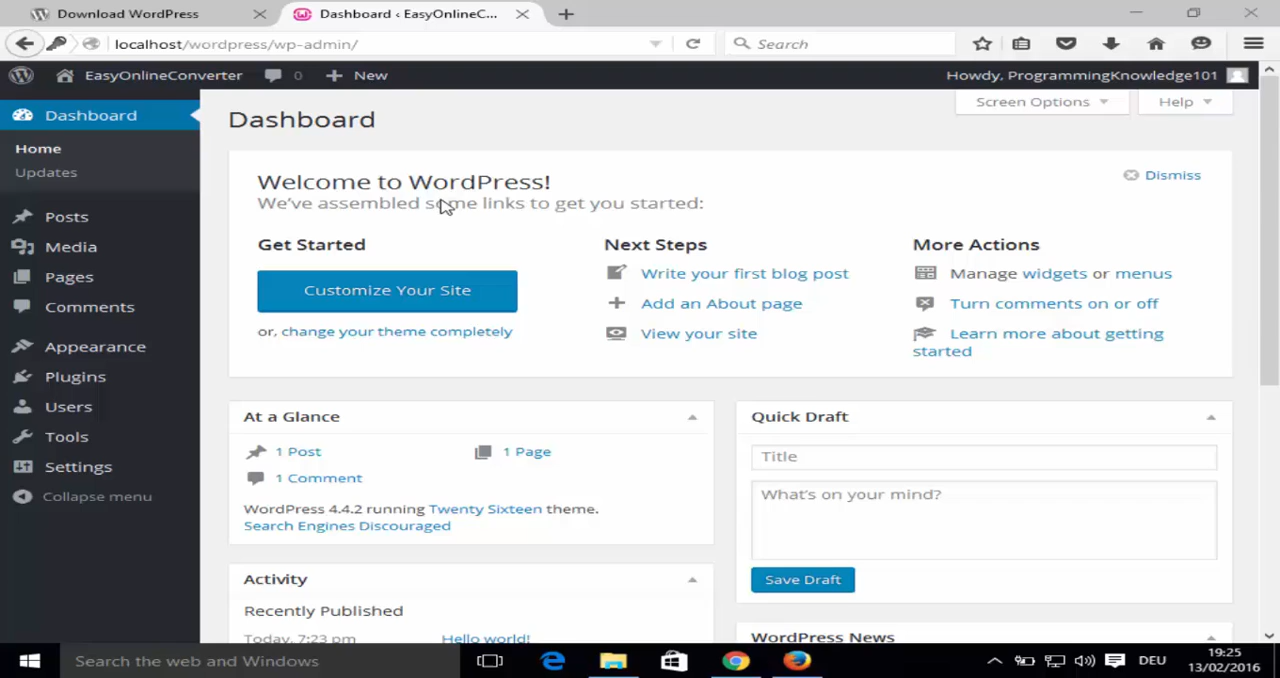 Download WordPress
Dashboard ‹ EasyOnlineC...
localhost/wordpress/wp-admin/
Search
EasyOnlineConverter
0
New
Howdy, ProgrammingKnowledge101
Dashboard
Home
Updates
Posts
Media
Pages
Comments
Appearance
Plugins
Users
Tools
Settings
Collapse menu
Screen Options
Help
Dashboard
Welcome to WordPress!
We've assembled some links to get you started:
Dismiss
Get Started
Customize Your Site
or, change your theme completely
Next Steps
Write your first blog post
Add an About page
View your site
More Actions
Manage widgets or menus
Turn comments on or off
Learn more about getting
started
At a Glance
1 Post
1 Page
1 Comment
WordPress 4.4.2 running Twenty Sixteen theme.
Search Engines Discouraged
Activity
Recently Published
Today, 7:23 pm
Hello world!
Quick Draft
Title
What's on your mind?
Save Draft
WordPress News
Search the web and Windows
DEU
19:25
13/02/2016